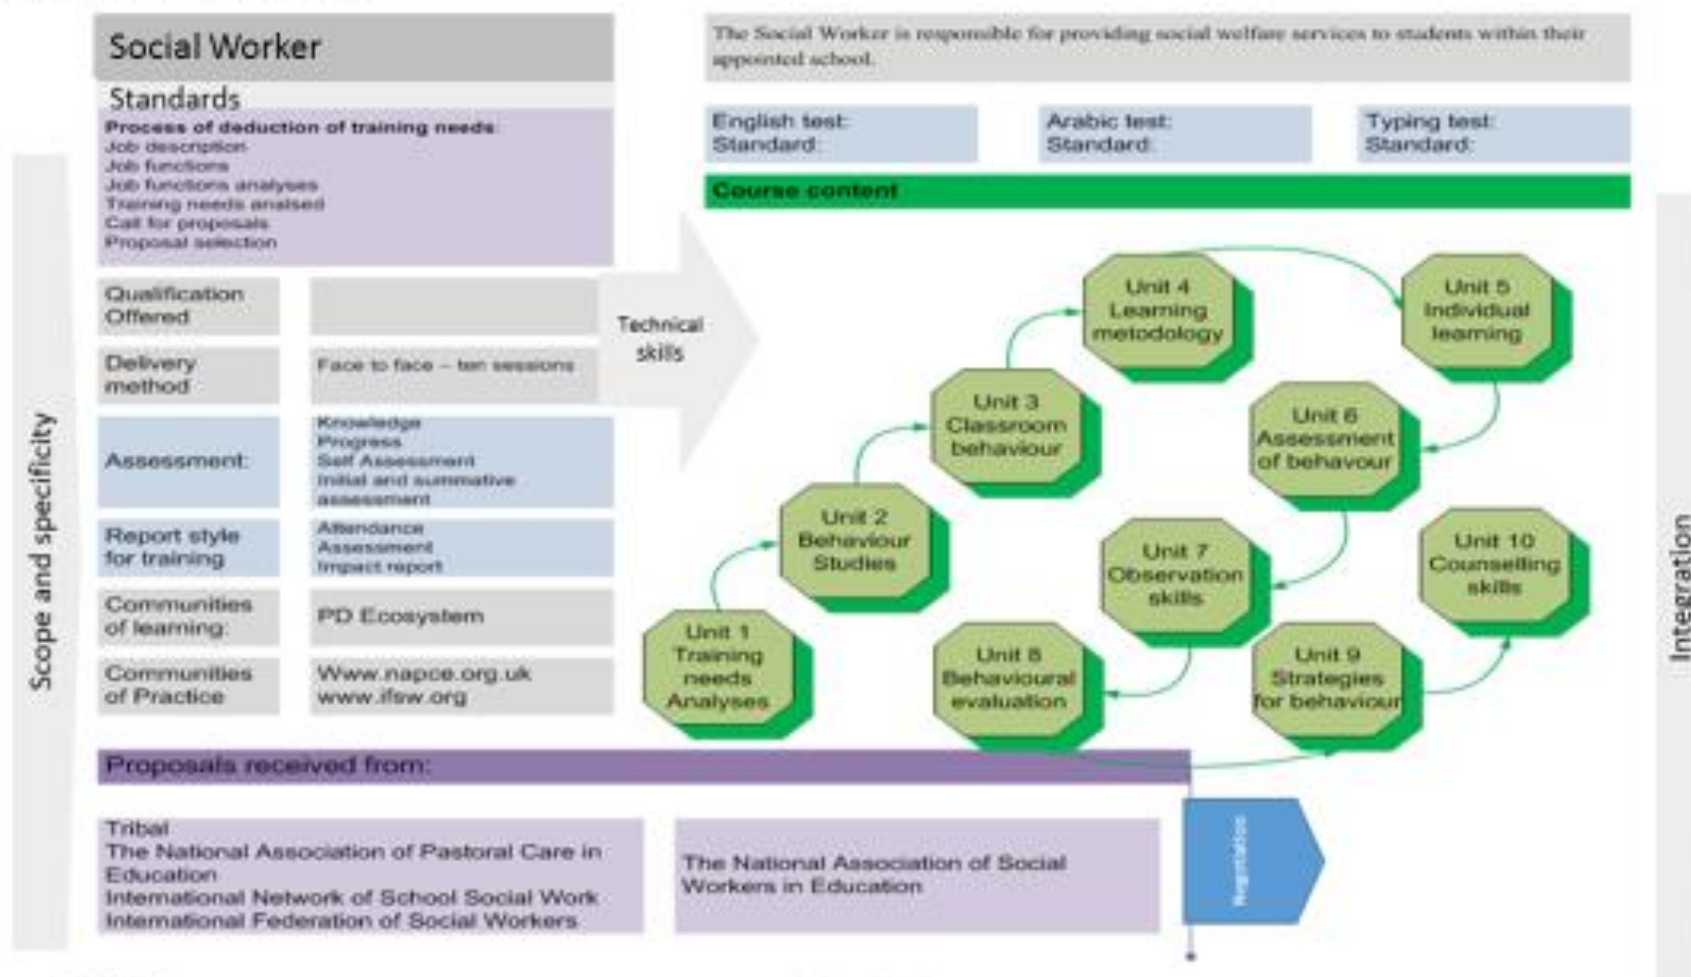 Social Worker
The Social Worker is responsible for providing social welfare services to students within their
appointed school.
Standards
Process of deduction of training needs:
Job description
Job functions
Job functions analyses
Training needs analsed
Call for proposals
Proposal selection
English test:
Standard:
Arabic test:
Standard:
Typing test:
Standard:
Course content
Qualification
Offered
Delivery
method
Face to face – ten sessions
Assessment:
Knowledge
Progress
Self Assessment
Initial and summative
assessment
Report style
for training
Attendance
Assessment
Impact report
Communities
of learning:
PD Ecosystem
Communities
of Practice
Www.napce.org.uk
www.ifsw.org
Scope and specificity
Technical
skills
Unit 1
Training
needs
Analyses
Unit 2
Behaviour
Studies
Unit 3
Classroom
behaviour
Unit 4
Learning
metodology
Unit 5
Individual
learning
Unit 6
Assessment
of behavour
Unit 7
Observation
skills
Unit 8
Behavioural
evaluation
Unit 9
Strategies
for behaviour
Unit 10
Counselling
skills
Integration
Proposals received from:
Tribal
The National Association of Pastoral Care in
Education
International Network of School Social Work
International Federation of Social Workers
The National Association of Social
Workers in Education
Negotiation